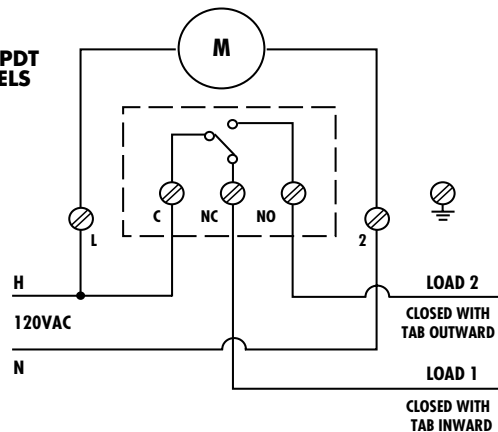 PDT
ELS
M
C
NC
NO
L
2
H
LOAD 2
120VAC
CLOSED WITH
TAB OUTWARD
N
LOAD 1
CLOSED WITH
TAB INWARD